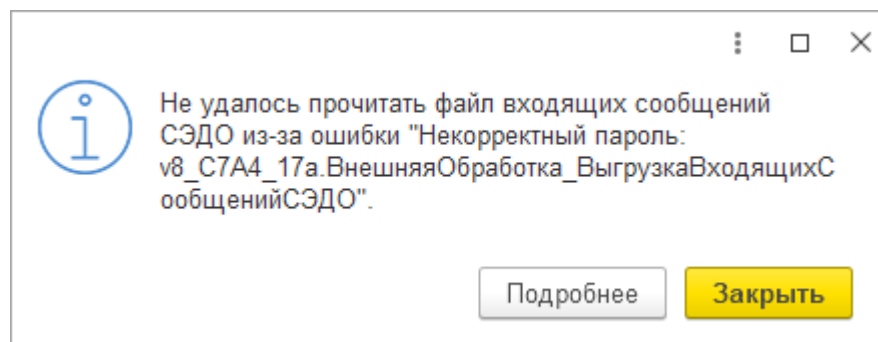 Не удалось прочитать файл входящих сообщений
СЭДО из-за ошибки "Некорректный пароль:
v8_C7A4_17a.ВнешняяОбработка_ВыгрузкаВходящихС
ообщенийСЭДО".
Подробнее
Закрыть